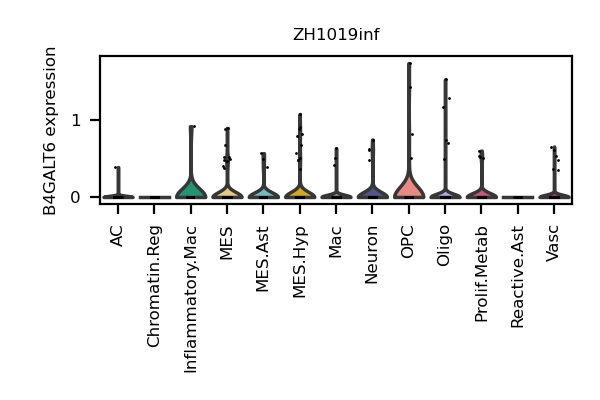 ZH1019inf
B4GALT6 expression
1
0
AC
Chromatin.Reg
Inflammatory.Mac
MES
MES.Ast
MES.Hyp
Mac
Neuron
OPC
Oligo
Prolif.Metab
Reactive.Ast
Vasc